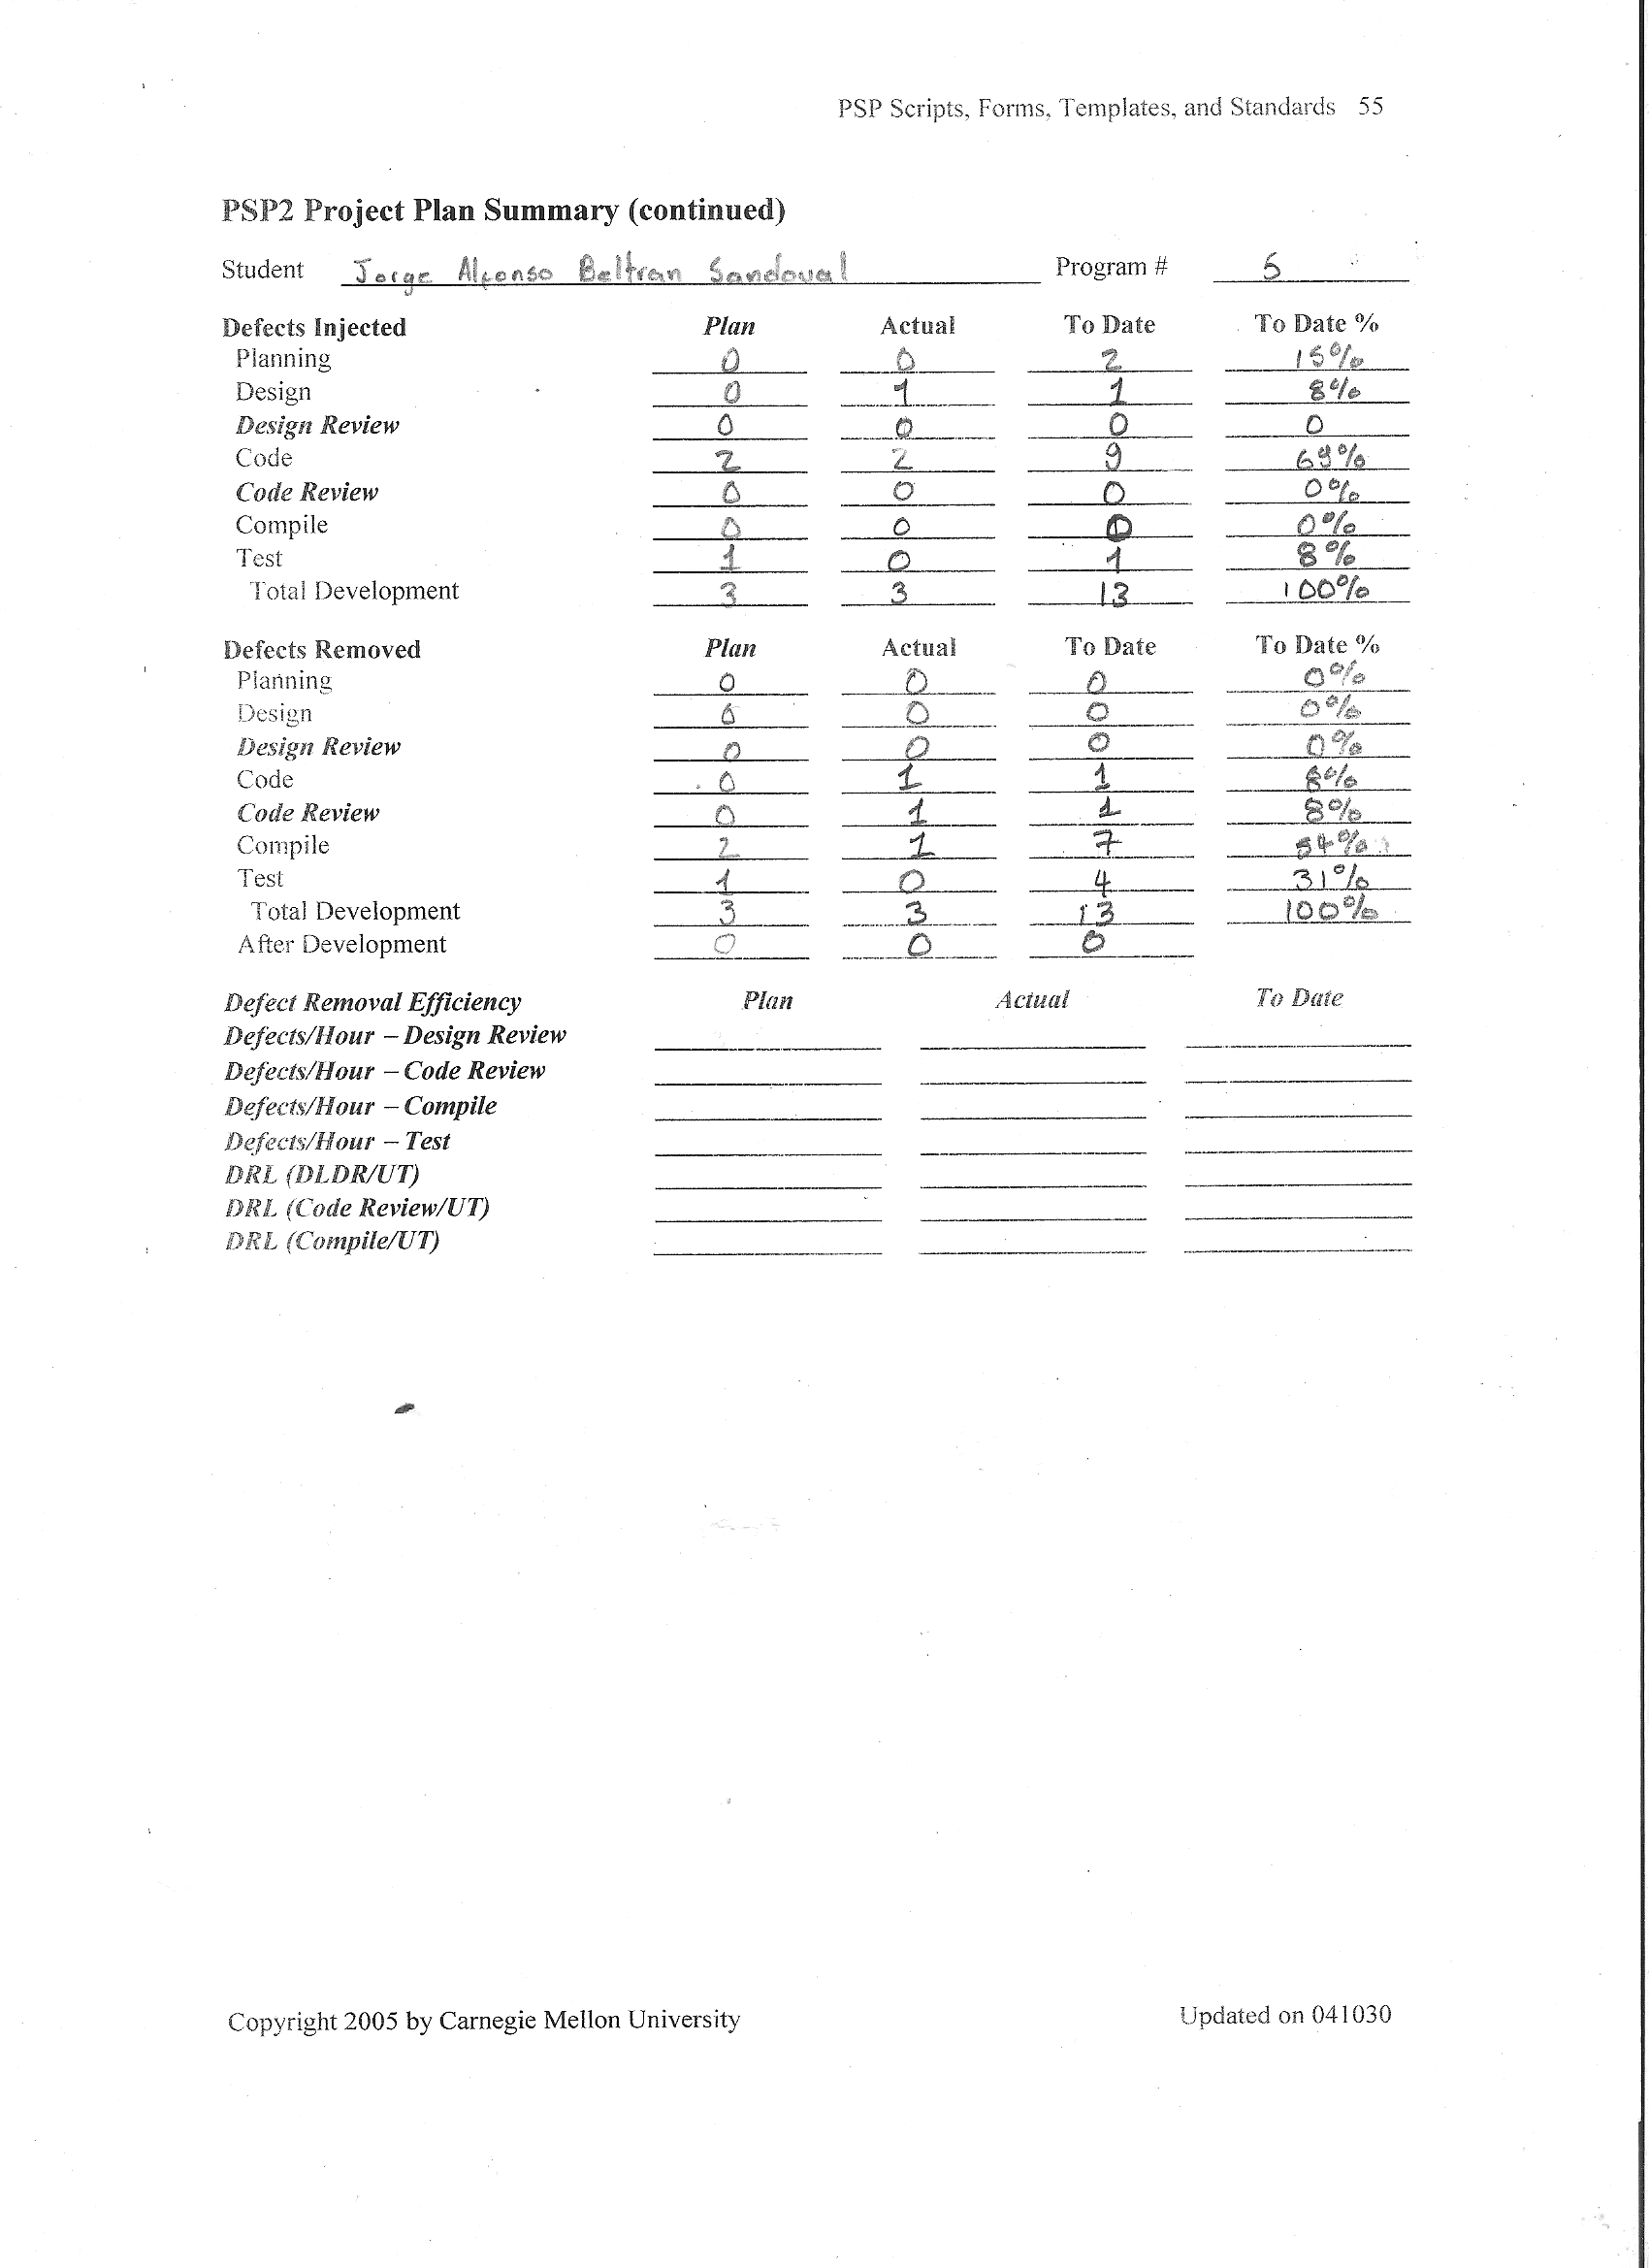 PSP Scripts, Forms, Templates, and Standards 55
PSP2 Project Plan Summary (continued)
Student Jorge Alfonso Beltran Sandoval Program # 5
Defects Injected Plan Actual To Date To Date %
Planning 0 0 2 15%
Design 0 1 1 8%
Design Review 0 0 0 0
Code 2 2 9 69%
Code Review 0 0 0 0%
Compile 0 0 0 0%
Test 1 0 1 8%
Total Development 3 3 13 100%
Defects Removed Plan Actual To Date To Date %
Planning 0 0 0 0%
Design 0 0 0 0%
Design Review 0 0 0 0%
Code 0 1 1 8%
Code Review 0 1 1 8%
Compile 2 1 7 54%
Test 1 0 4 31%
Total Development 3 3 13 100%
After Development 0 0 0
Defect Removal Efficiency Plan Actual To Date
Defects/Hour – Design Review
Defects/Hour – Code Review
Defects/Hour – Compile
Defects/Hour – Test
DRL (DLDR/UT)
DRL (Code Review/UT)
DRL (Compile/UT)
Copyright 2005 by Carnegie Mellon University Updated on 041030